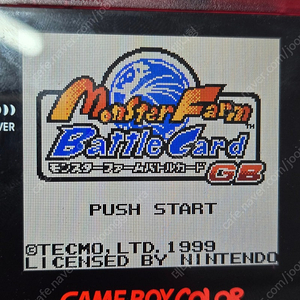 Monster Farm
Battle Card
モンスターファームバトルカード
GB
PUSH START
©TECMO,LTD.1999
LICENSED BY NINTENDO
GAME BOY COLOR